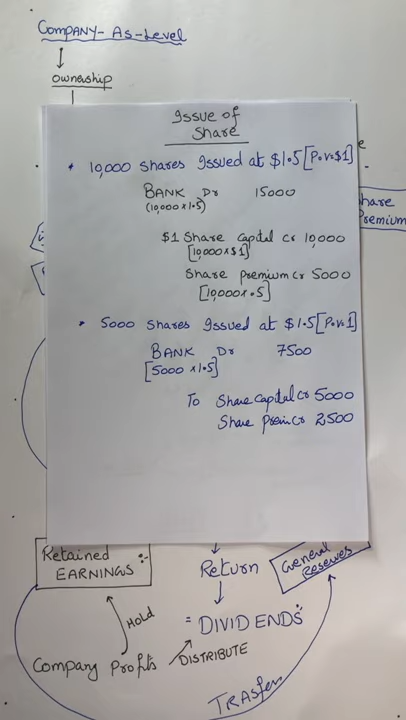 COMPANY- AS-Level
ownership
Issue of
Share
• 10,000 shares Issued at $1.5 [P.V=$1]
BANK Dr 15000
(10,000 x 1.5)
$1 Share capital Cr 10,000
[10,000 x $1]
Share premium Cr 5000
[10,000 x .5]
• 5000 Shares Issued at $1.5 [P.V.1]
BANK Dr 7500
[5000 x 1.5]
To Share Capital Cr 5000
Share Prem Cr 2500
hare
Premium
Retained
EARNINGS :-
Return
General
Reserves
HOLD
= DIVIDENDS :
Company Profits
DISTRIBUTE
TRASfer